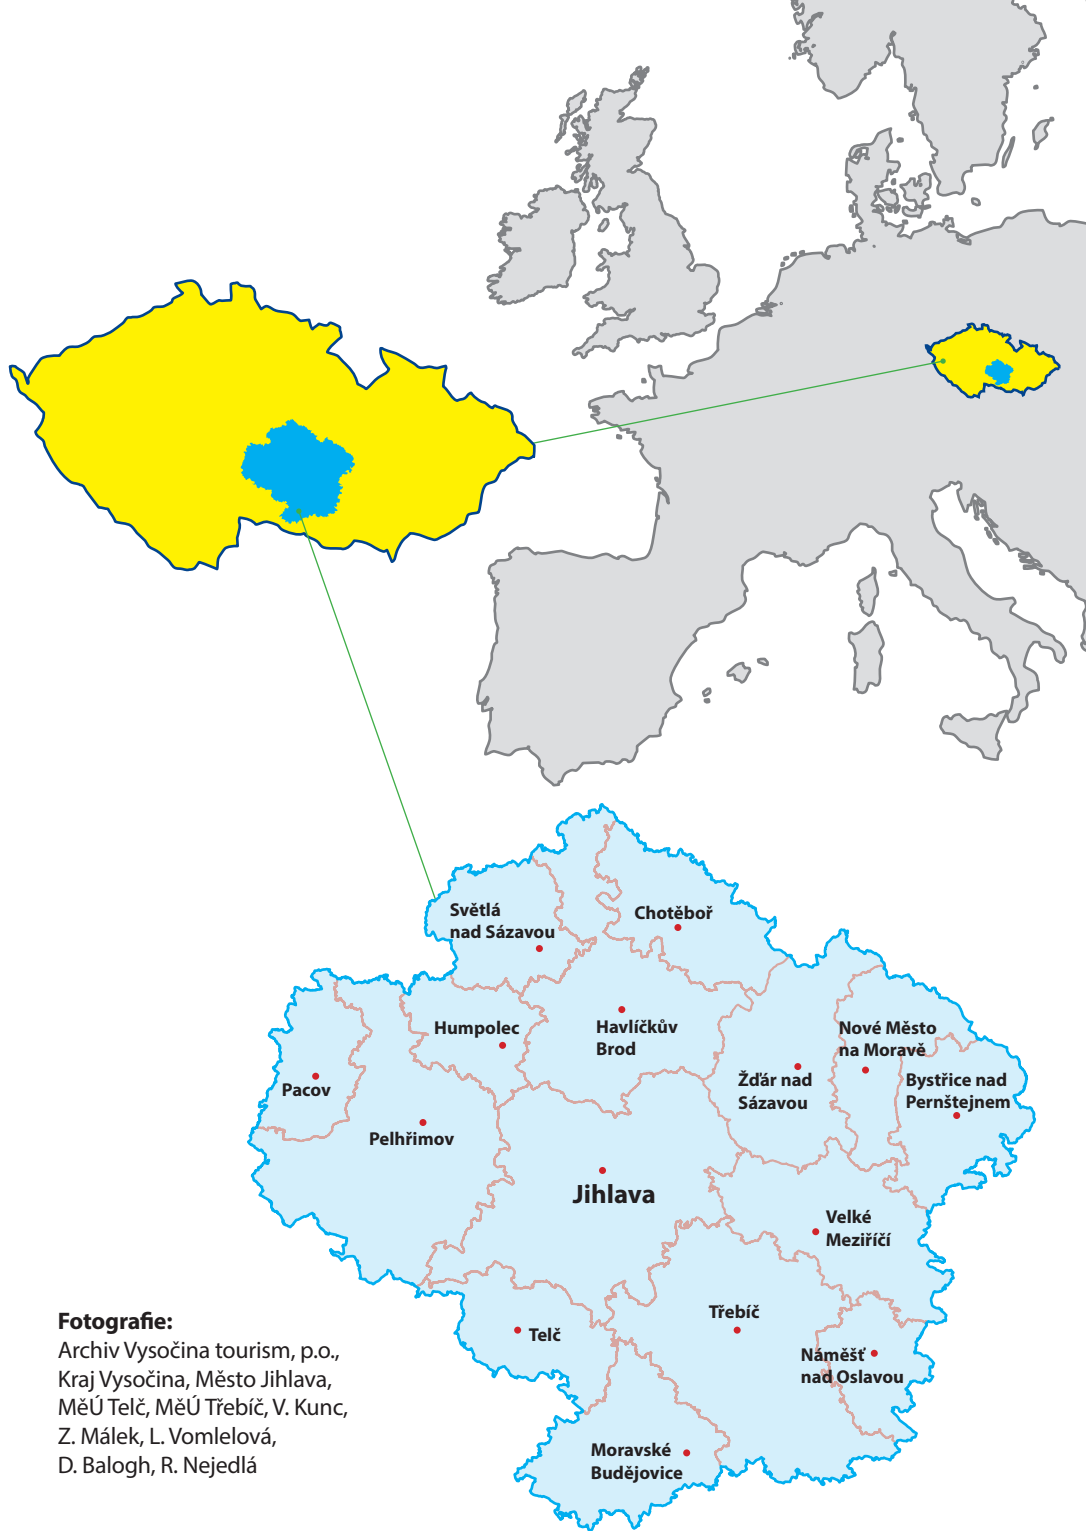 Světlá
nad Sázavou
Chotěboř
Humpolec
Havlíčkův
Brod
Nové Město
na Moravě
Žďár nad
Sázavou
Bystřice nad
Pernštejnem
Pacov
Pelhřimov
Jihlava
Velké
Meziříčí
Třebíč
Telč
Náměšť
nad Oslavou
Moravské
Budějovice
Fotografie:
Archiv Vysočina tourism, p.o.,
Kraj Vysočina, Město Jihlava,
MěÚ Telč, MěÚ Třebíč, V. Kunc,
Z. Málek, L. Vomlelová,
D. Balogh, R. Nejedlá